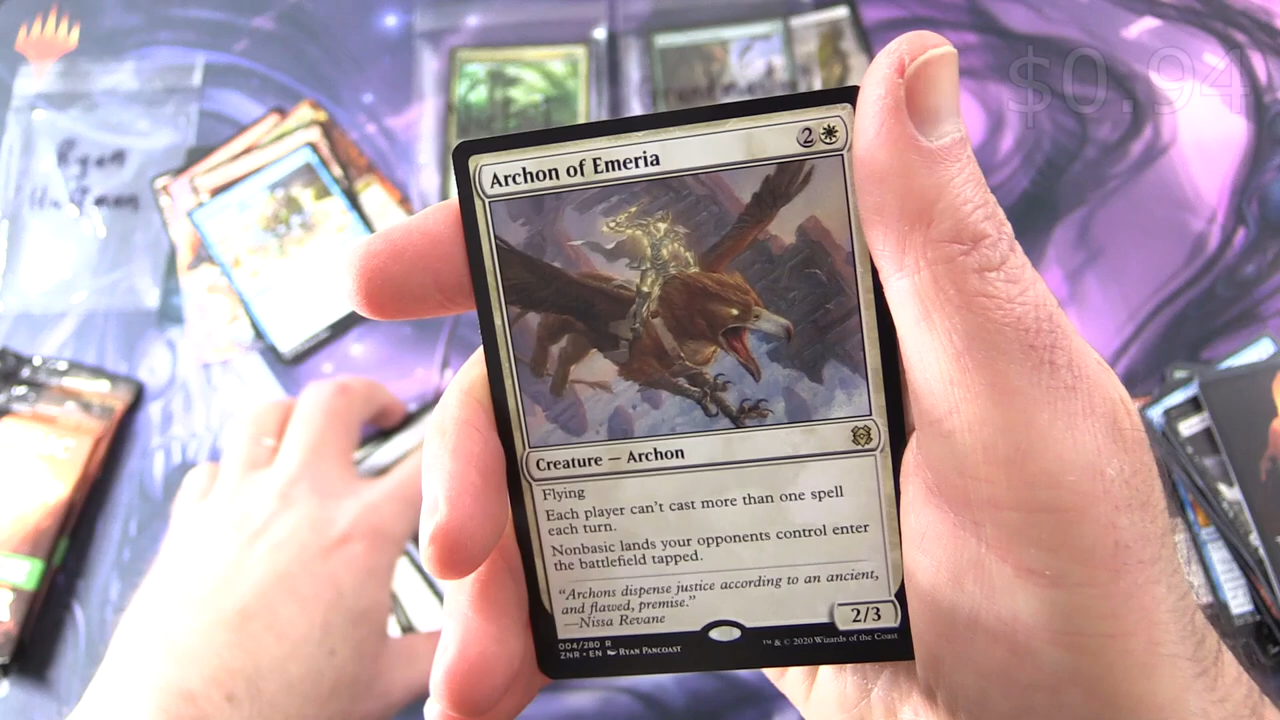 $0.94
Ryan
Archon of Emeria
2
Creature — Archon
Flying
Each player can't cast more than one spell
each turn.
Nonbasic lands your opponents control enter
the battlefield tapped.
"Archons dispense justice according to an ancient,
and flawed, premise."
—Nissa Revane
2/3
004/280 R
ZNR • EN Ryan Pancoast
™ & © 2020 Wizards of the Coast